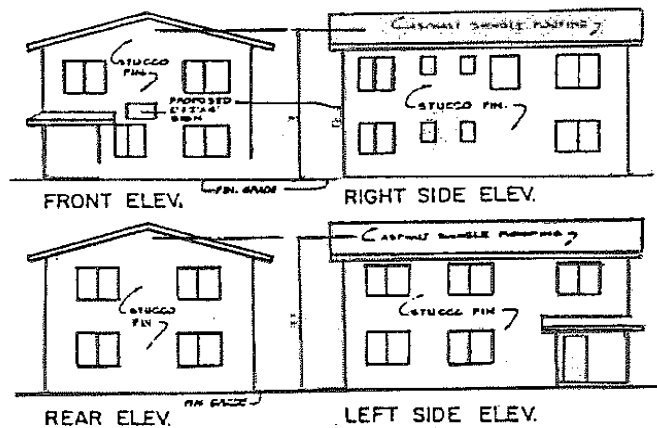 ASPHALT SHINGLE ROOFING
STUCCO
FIN.
PROPOSED
SIGN
STUCCO FIN.
FIN. GRADE
FRONT ELEV.
RIGHT SIDE ELEV.
ASPHALT SHINGLE ROOFING
STUCCO
FIN
STUCCO FIN
FIN. GRADE
REAR ELEV.
LEFT SIDE ELEV.